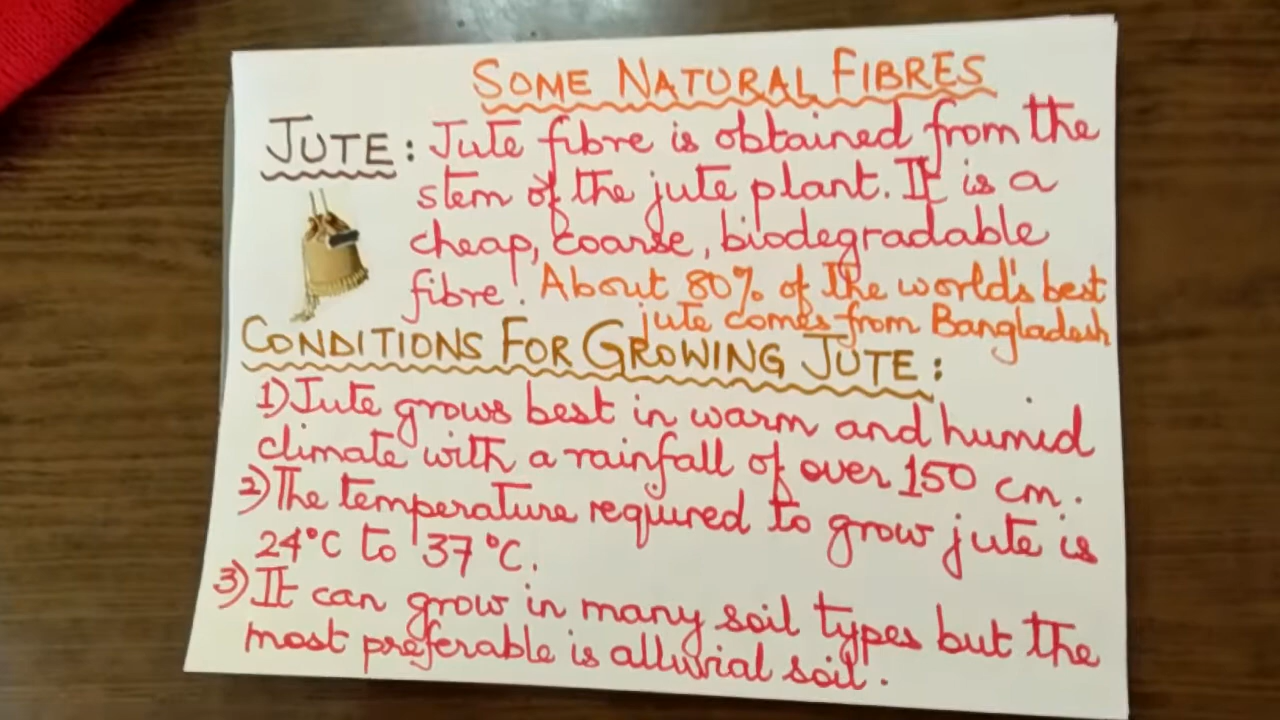 SOME NATURAL FIBRES
JUTE: Jute fibre is obtained from the
stem of the jute plant. It is a
cheap, coarse, biodegradable
fibre. About 80% of the world's best
jute comes from Bangladesh
CONDITIONS FOR GROWING JUTE:
1) Jute grows best in warm and humid
climate with a rainfall of over 150 cm.
2) The temperature required to grow jute is
24°C to 37°C.
3) It can grow in many soil types but the
most preferable is alluvial soil.